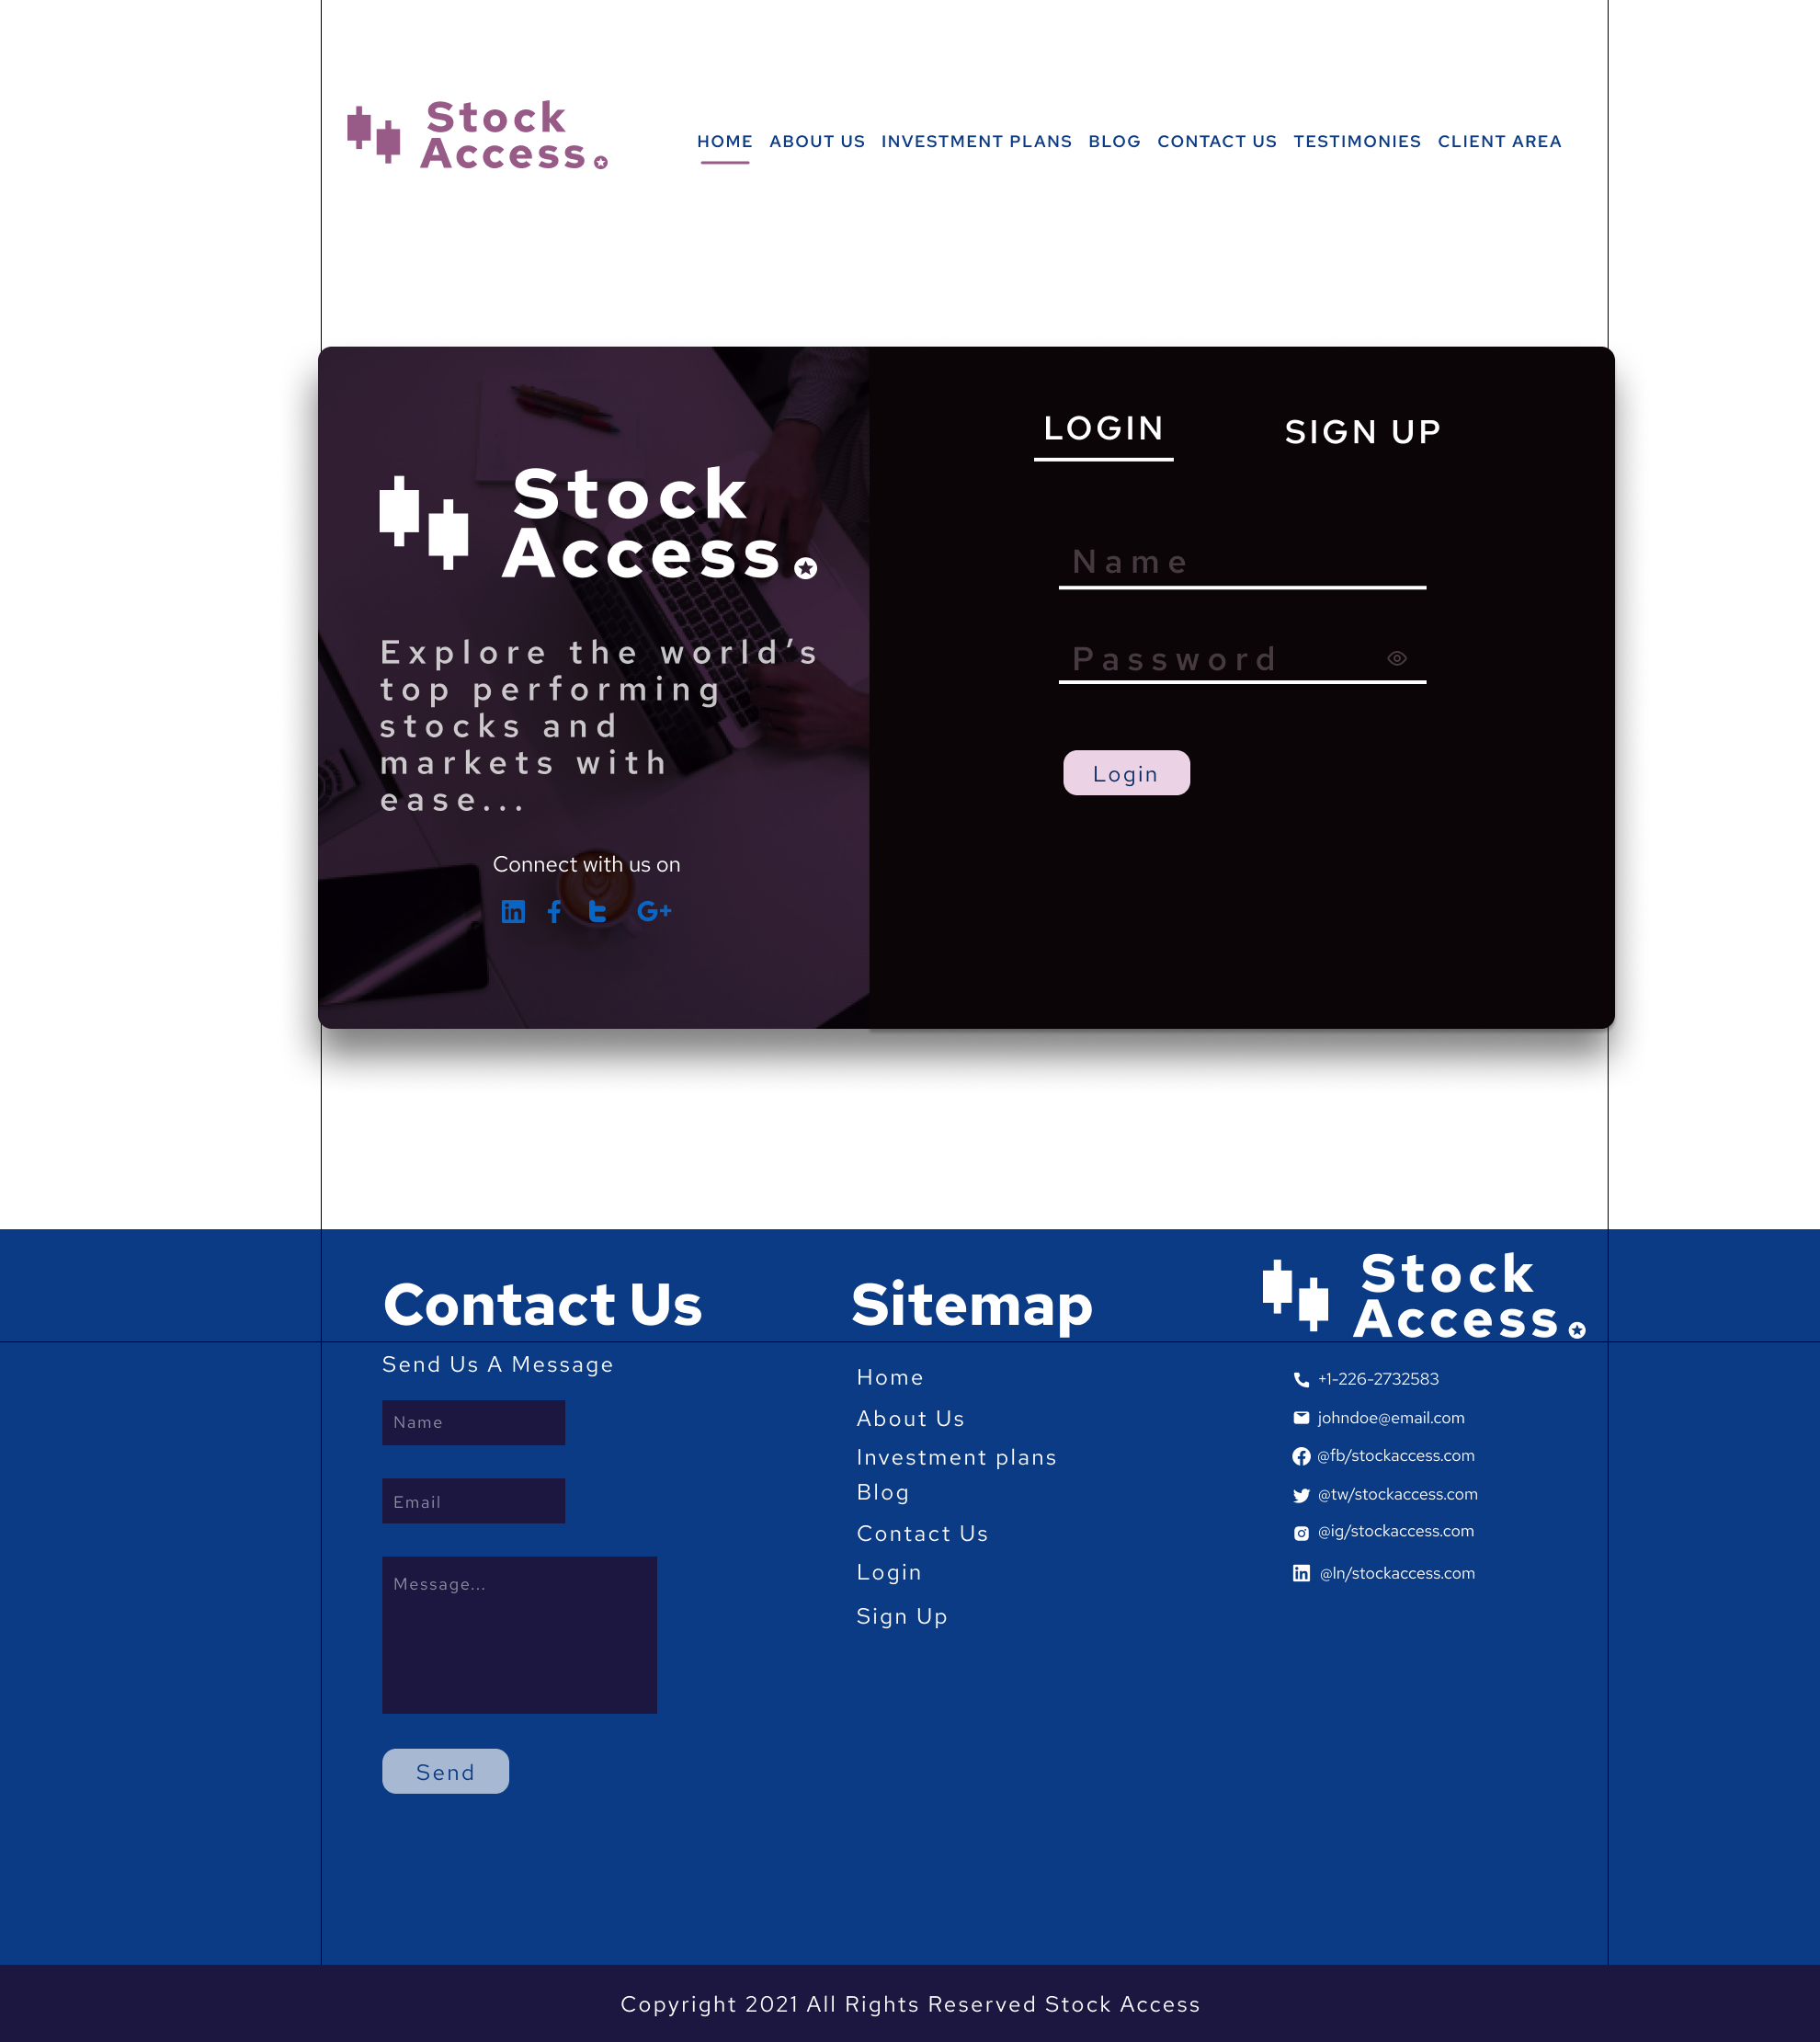 Stock
Access
HOME ABOUT US INVESTMENT PLANS BLOG CONTACT US TESTIMONIES CLIENT AREA
Stock
Access
Explore the world’s
top performing
stocks and
markets with
ease...
Connect with us on
LOGIN SIGN UP
Name
Password
Login
Contact Us
Send Us A Message
Name
Email
Message...
Send
Sitemap
Home
About Us
Investment plans
Blog
Contact Us
Login
Sign Up
Stock
Access
+1-226-2732583
johndoe@email.com
@fb/stockaccess.com
@tw/stockaccess.com
@ig/stockaccess.com
@ln/stockaccess.com
Copyright 2021 All Rights Reserved Stock Access